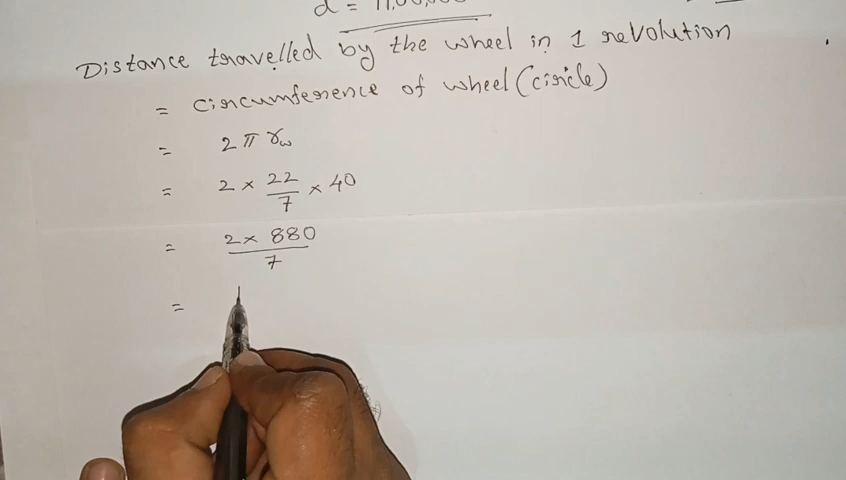 d =
Distance travelled by the wheel in 1 revolution
= circumference of wheel (circle)
= 2 π r_w
= 2 × 22/7 × 40
= 2 × 880/7
=